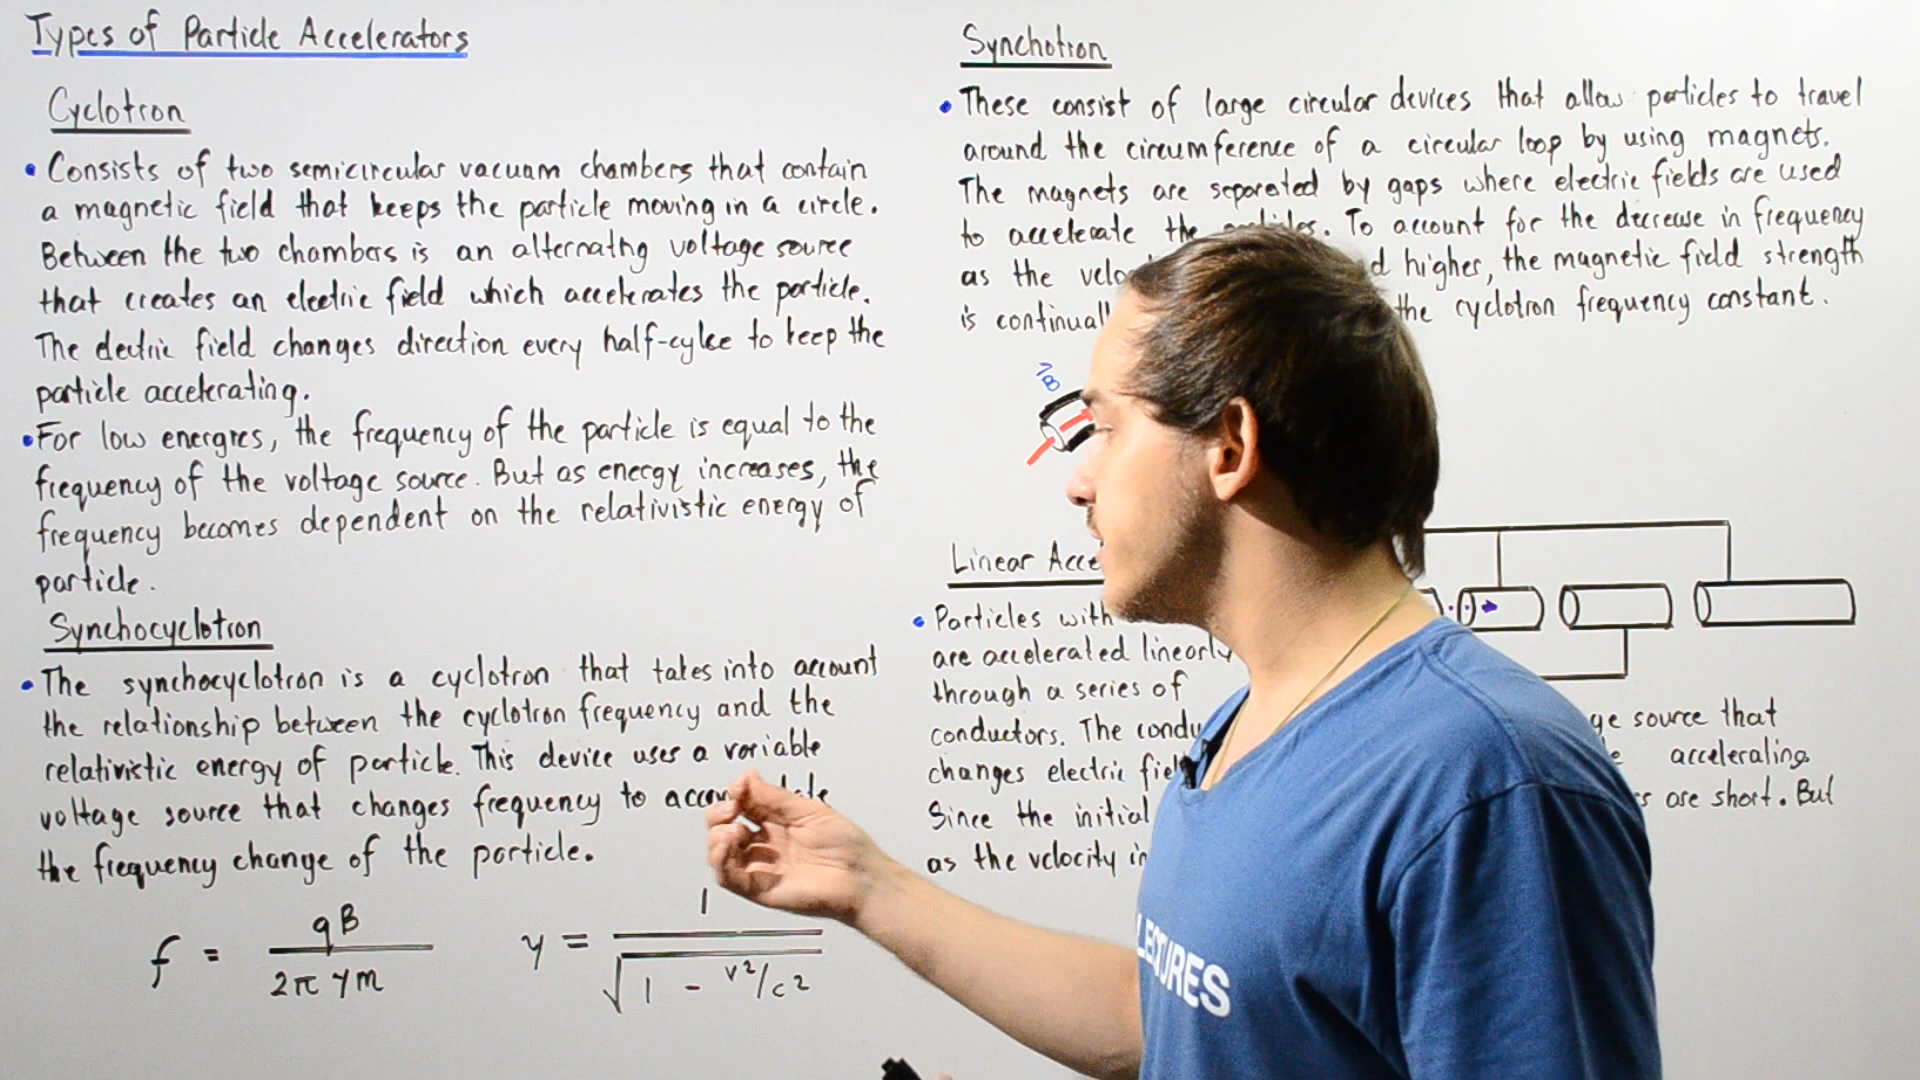 Types of Particle Accelerators
Cyclotron
• Consists of two semicircular vacuum chambers that contain
a magnetic field that keeps the particle moving in a circle.
Between the two chambers is an alternating voltage source
that creates an electric field which accelerates the particle.
The electric field changes direction every half-cylce to keep the
particle accelerating.
• For low energies, the frequency of the particle is equal to the
frequency of the voltage source. But as energy increases, the
frequency becomes dependent on the relativistic energy of
particle.
Synchocyclotron
• The synchocyclotron is a cyclotron that takes into account
the relationship between the cyclotron frequency and the
relativistic energy of particle. This device uses a variable
voltage source that changes frequency to
the frequency change of the particle.
f = qB / 2π γ m
γ = 1 / √ 1 - v²/c²
Synchotron
• These consist of large circular devices that allow particles to travel
around the circumference of a circular loop by using magnets.
The magnets are separated by gaps where electric fields are used
to accelerate the particles. To account for the decrease in frequency
as the higher, the magnetic field strength
is the cyclotron frequency constant.
B
Linear
• Particles with
are accelerated linearly
through a series of
conductors. The
changes electric
Since the initial
as the velocity
source that
accelerating.
are short. But
LECTURES